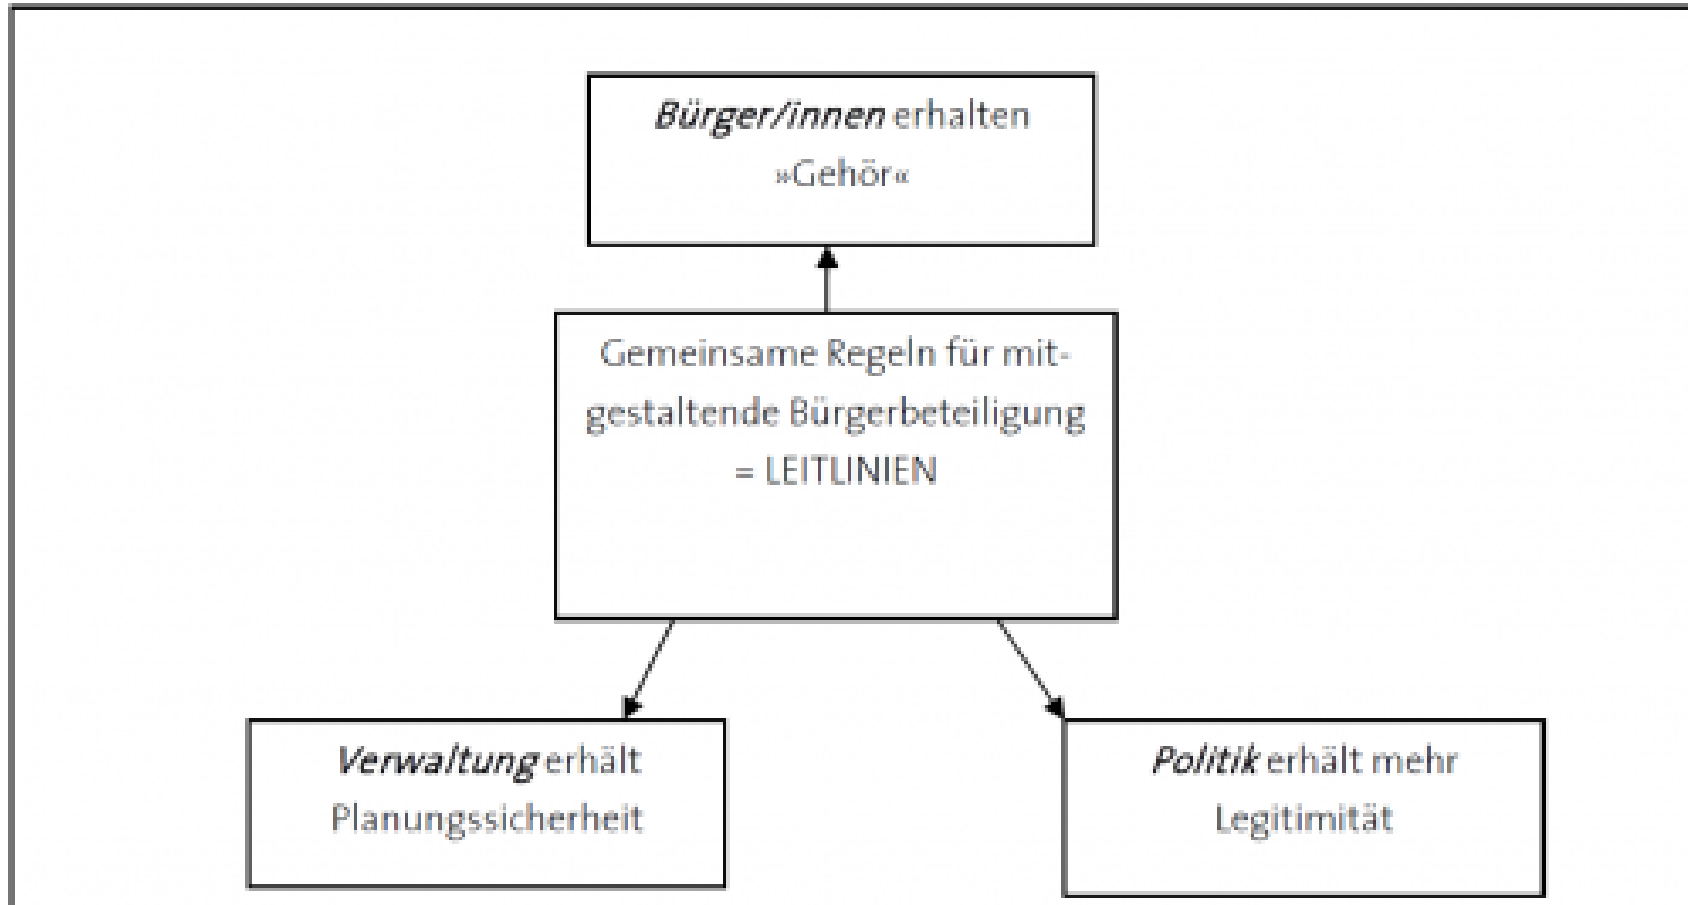 Bürger/innen erhalten
»Gehör«
Gemeinsame Regeln für mit-
gestaltende Bürgerbeteiligung
= LEITLINIEN
Verwaltung erhält
Planungssicherheit
Politik erhält mehr
Legitimität